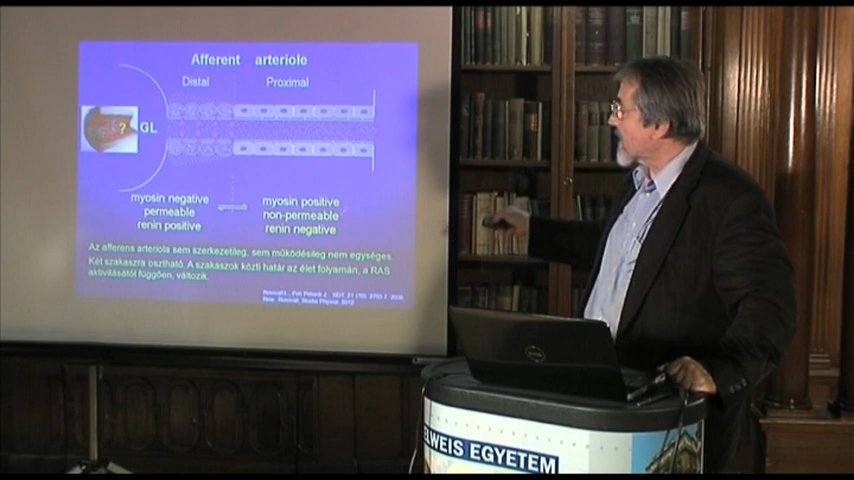 Afferent arteriole
Distal
Proximal
?
GL
myosin negative
permeable
renin positive
myosin positive
non-permeable
renin negative
Az afferens arteriola sem szerkezetileg, sem működésileg nem egységes.
Két szakaszra osztható. A szakaszok közti határ az élet folyamán, a RAS
aktivitásától függően, változik.
ELWEIS EGYETEM